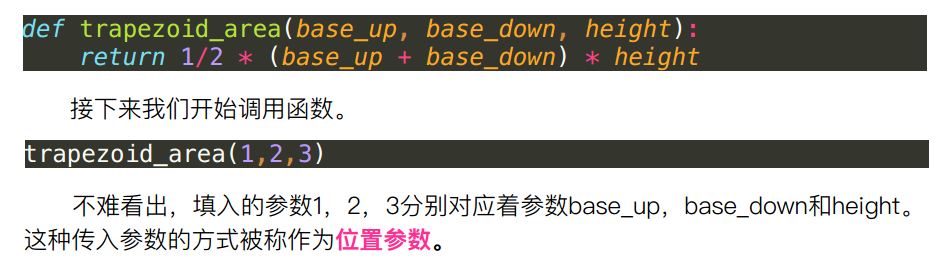 def trapezoid_area(base_up, base_down, height):
    return 1/2 * (base_up + base_down) * height
接下来我们开始调用函数。
trapezoid_area(1,2,3)
不难看出，填入的参数1，2，3分别对应着参数base_up，base_down和height。
这种传入参数的方式被称作为位置参数。